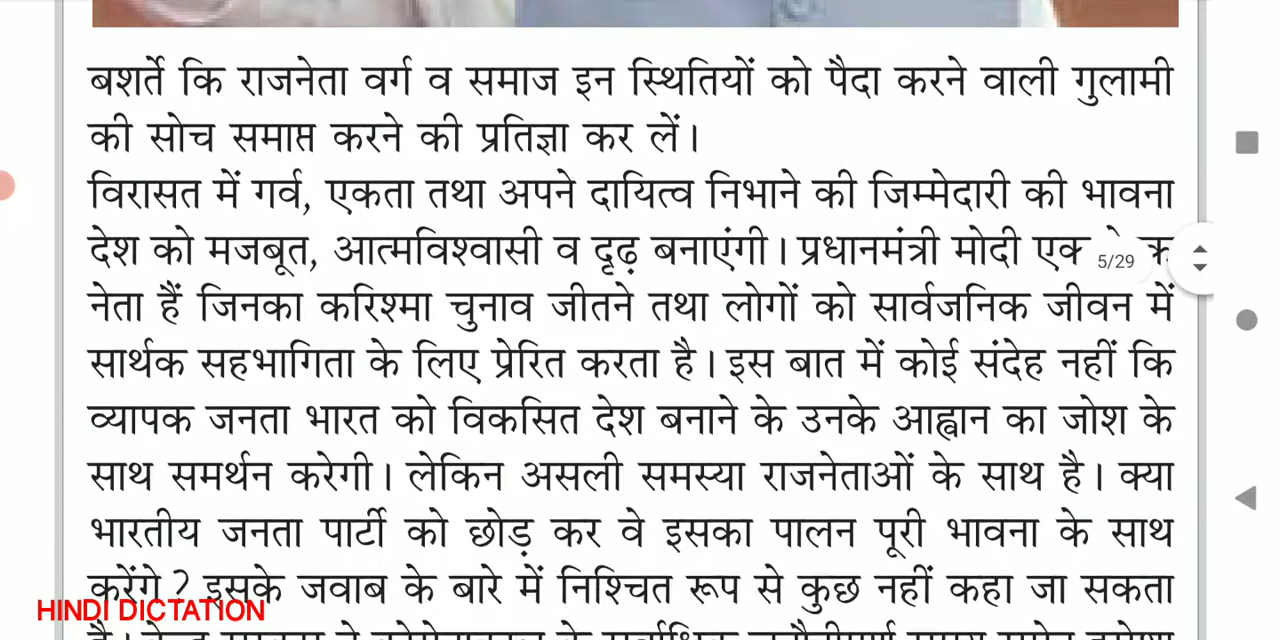 बशर्ते कि राजनेता वर्ग व समाज इन स्थितियों को पैदा करने वाली गुलामी
की सोच समाप्त करने की प्रतिज्ञा कर लें।
विरासत में गर्व, एकता तथा अपने दायित्व निभाने की जिम्मेदारी की भावना
देश को मजबूत, आत्मविश्वासी व दृढ़ बनाएंगी। प्रधानमंत्री मोदी एक
5/29
नेता हैं जिनका करिश्मा चुनाव जीतने तथा लोगों को सार्वजनिक जीवन में
सार्थक सहभागिता के लिए प्रेरित करता है। इस बात में कोई संदेह नहीं कि
व्यापक जनता भारत को विकसित देश बनाने के उनके आह्वान का जोश के
साथ समर्थन करेगी। लेकिन असली समस्या राजनेताओं के साथ है। क्या
भारतीय जनता पार्टी को छोड़ कर वे इसका पालन पूरी भावना के साथ
करेंगे? इसके जवाब के बारे में निश्चित रूप से कुछ नहीं कहा जा सकता
HINDI DICTATION